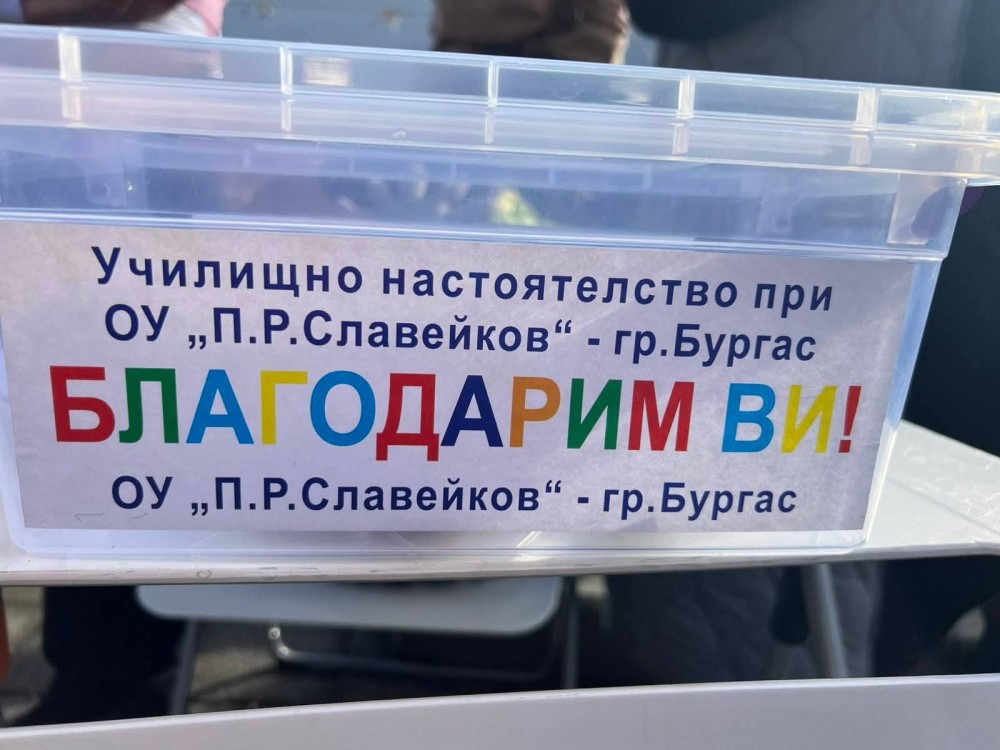 Училищно настоятелство при
ОУ „П.Р.Славейков“ - гр.Бургас
БЛАГОДАРИМ ВИ!
ОУ „П.Р.Славейков“ - гр.Бургас